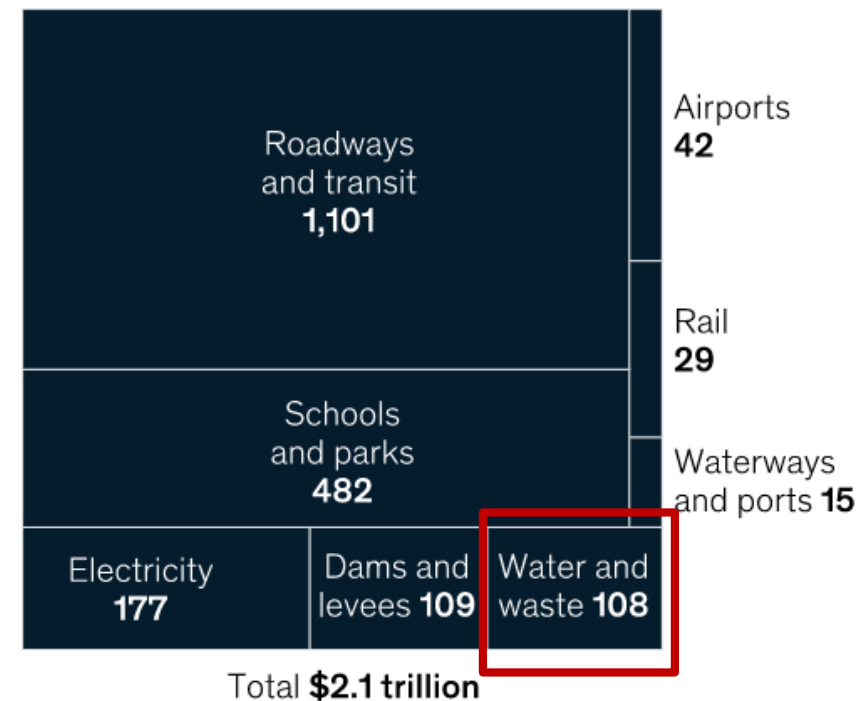 Roadways
and transit
1,101
Airports
42
Rail
29
Schools
and parks
482
Waterways
and ports 15
Electricity
177
Dams and
levees 109
Water and
waste 108
Total $2.1 trillion